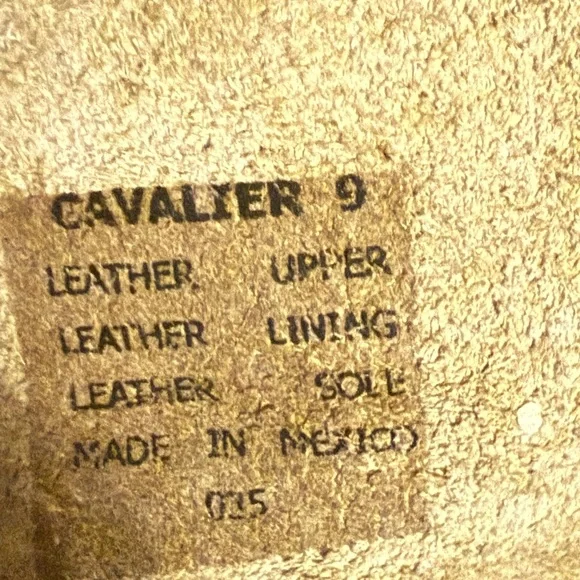 CAVALIER 9
LEATHER UPPER
LEATHER LINING
LEATHER SOLE
MADE IN MEXICO
035